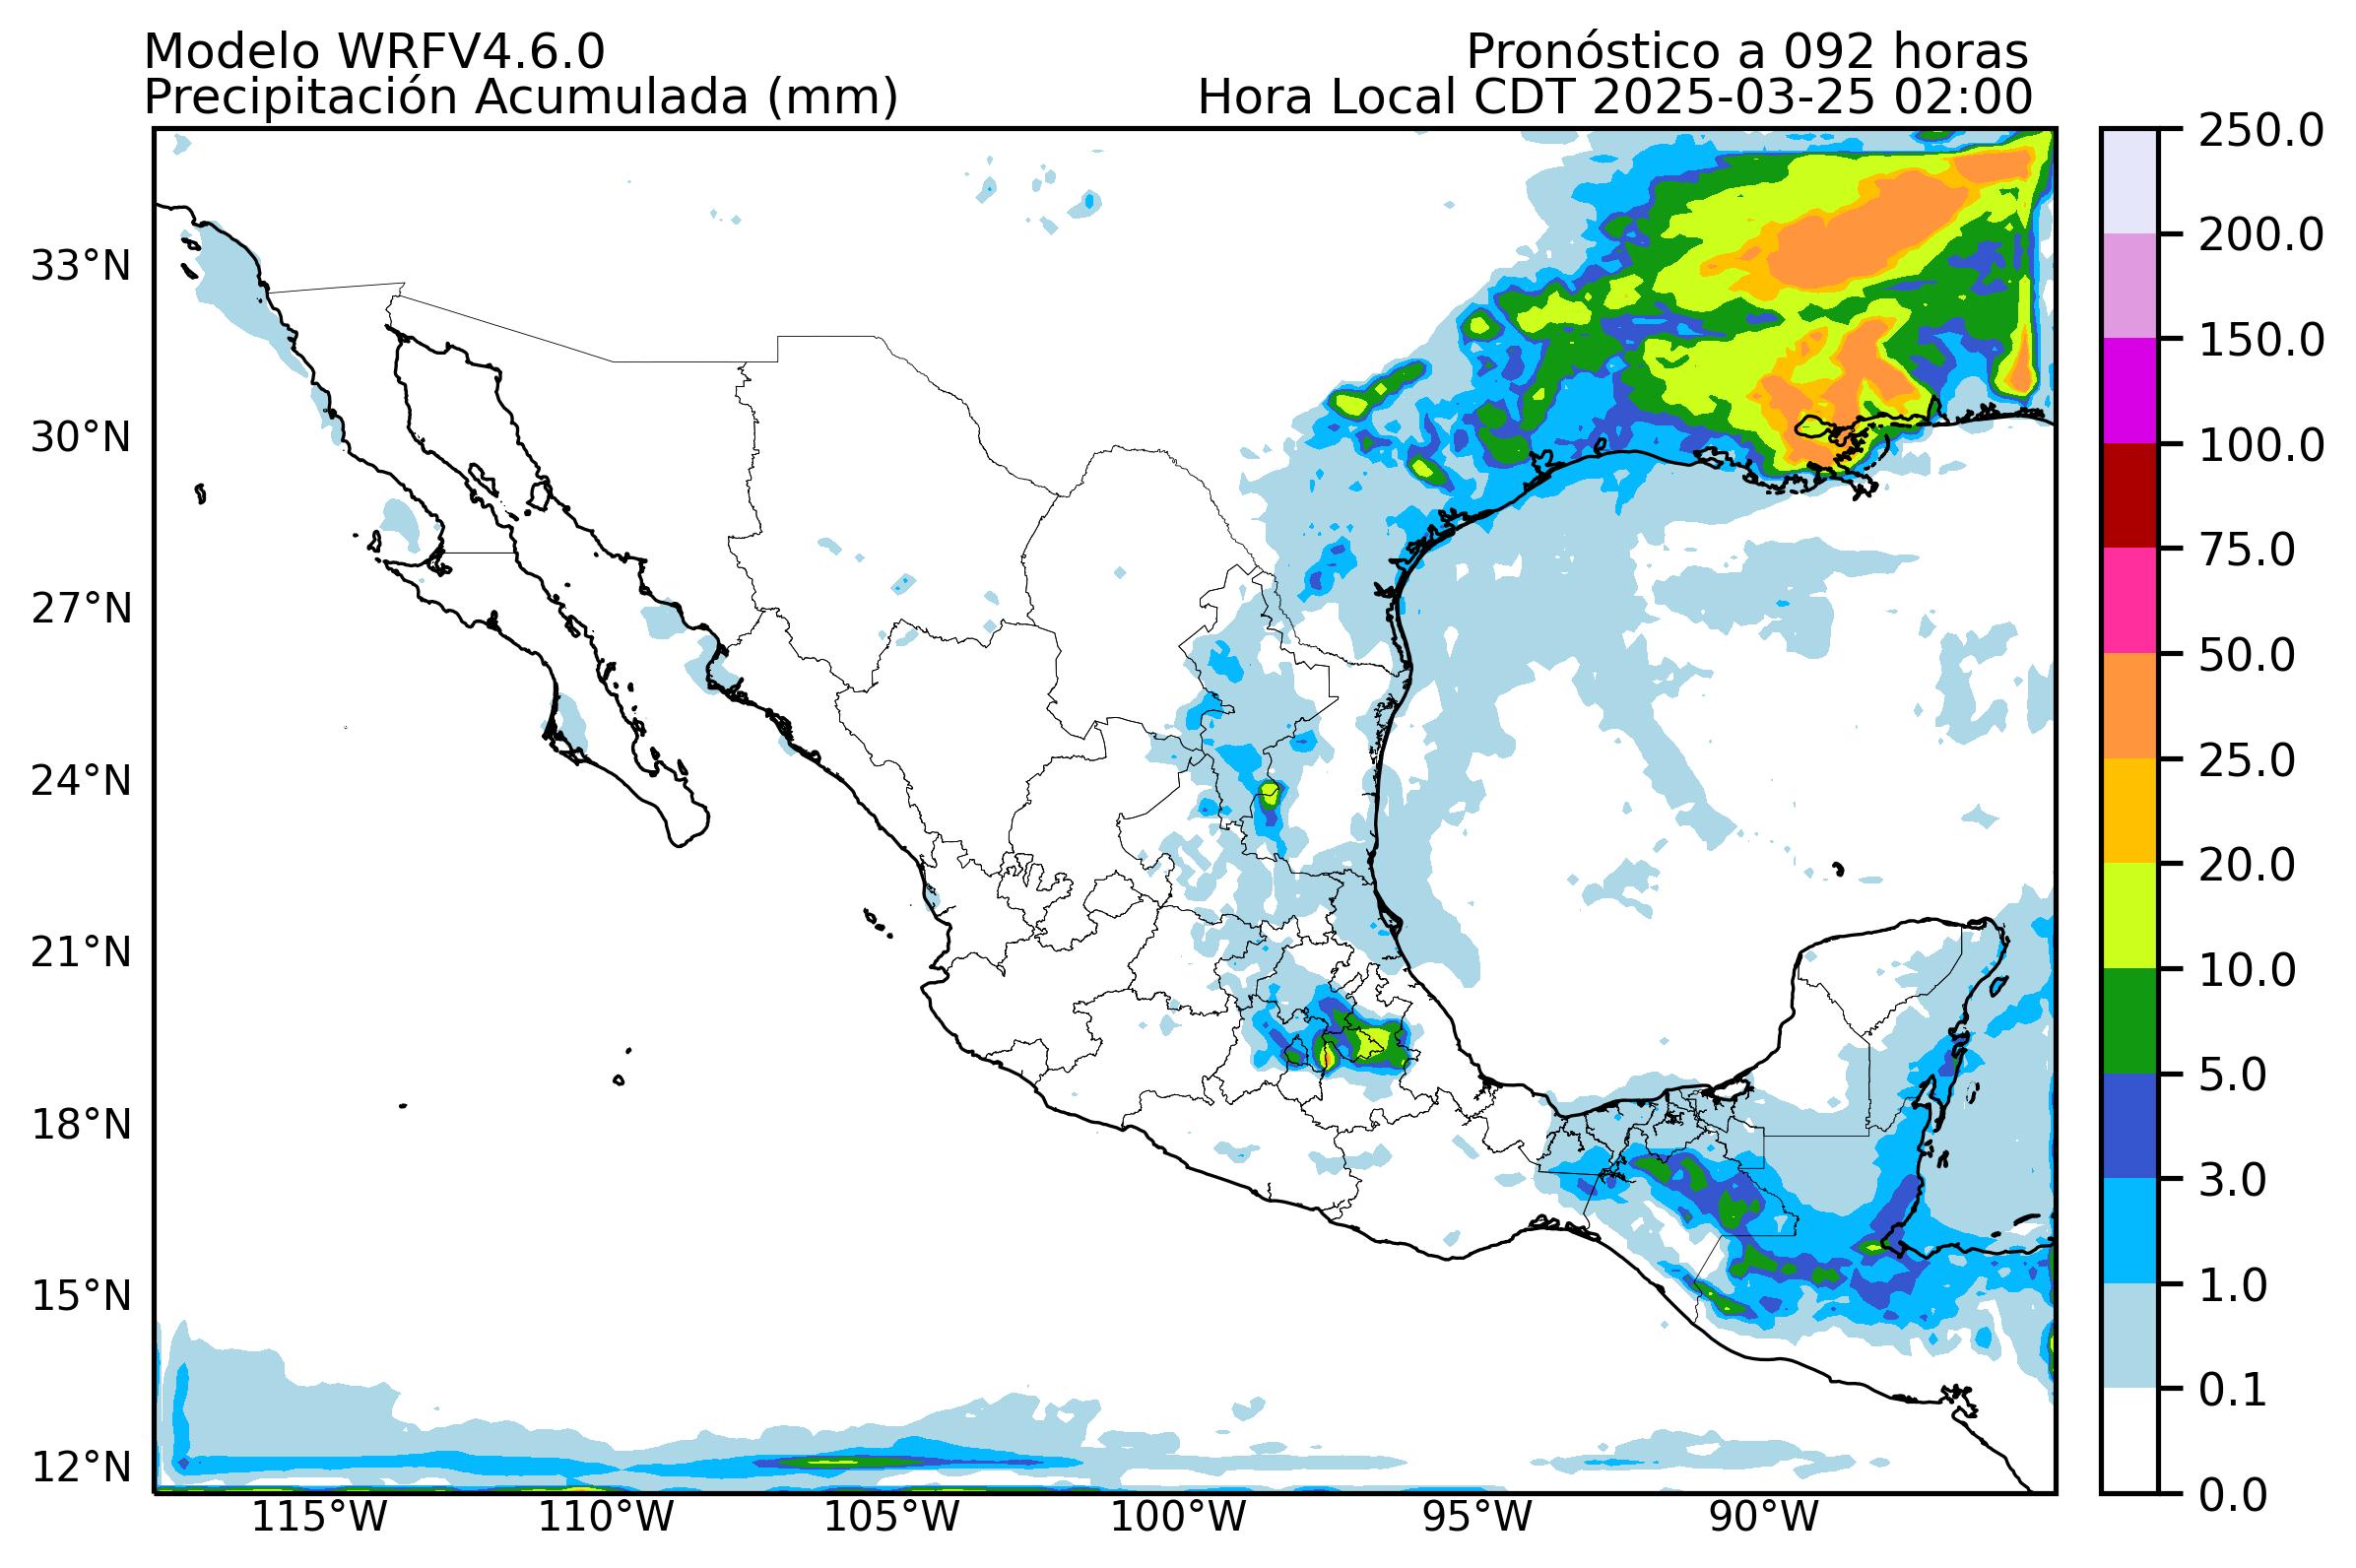 Modelo WRFV4.6.0
Pronóstico a 092 horas
Precipitación Acumulada (mm)
Hora Local CDT 2025-03-25 02:00
33°N
30°N
27°N
24°N
21°N
18°N
15°N
12°N
115°W
110°W
105°W
100°W
95°W
90°W
250.0
200.0
150.0
100.0
75.0
50.0
25.0
20.0
10.0
5.0
3.0
1.0
0.1
0.0